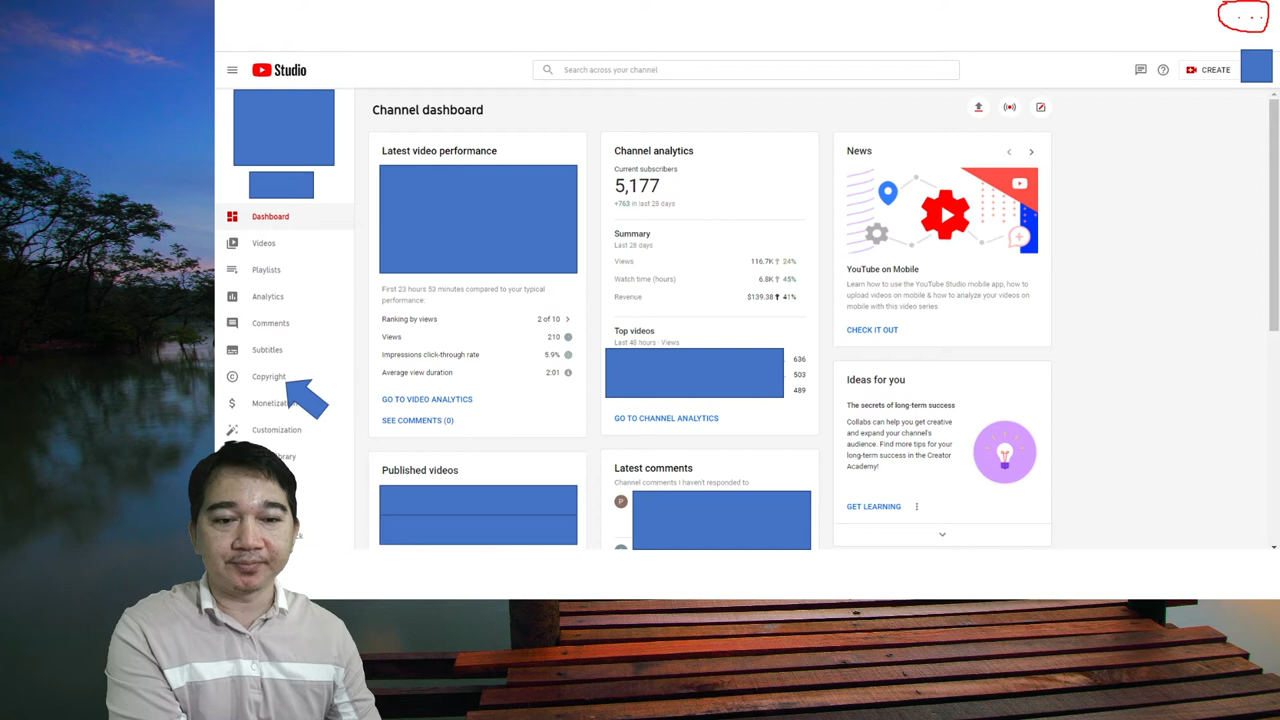 ...
Studio
Search across your channel
CREATE
Channel dashboard
Dashboard
Videos
Playlists
Analytics
Comments
Subtitles
Copyright
Customization
Latest video performance
First 23 hours 53 minutes compared to your typical
performance:
Ranking by views 2 of 10
Views 210
Impressions click-through rate 5.9%
Average view duration 2:01
GO TO VIDEO ANALYTICS
SEE COMMENTS (0)
Published videos
Channel analytics
Current subscribers
5,177
+763 in last 28 days
Summary
Last 28 days
Views 116.7K 24%
Watch time (hours) 6.8K 45%
Revenue $139.38 41%
Top videos
Last 48 hours · Views
636
503
489
GO TO CHANNEL ANALYTICS
Latest comments
Channel comments I haven't responded to
P
News
YouTube on Mobile
Learn how to use the YouTube Studio mobile app, how to
upload videos on mobile & how to analyze your videos on
mobile with this video series
CHECK IT OUT
Ideas for you
The secrets of long-term success
Collabs can help you get creative
and expand your channel's
audience. Find more tips for your
long-term success in the Creator
Academy!
GET LEARNING